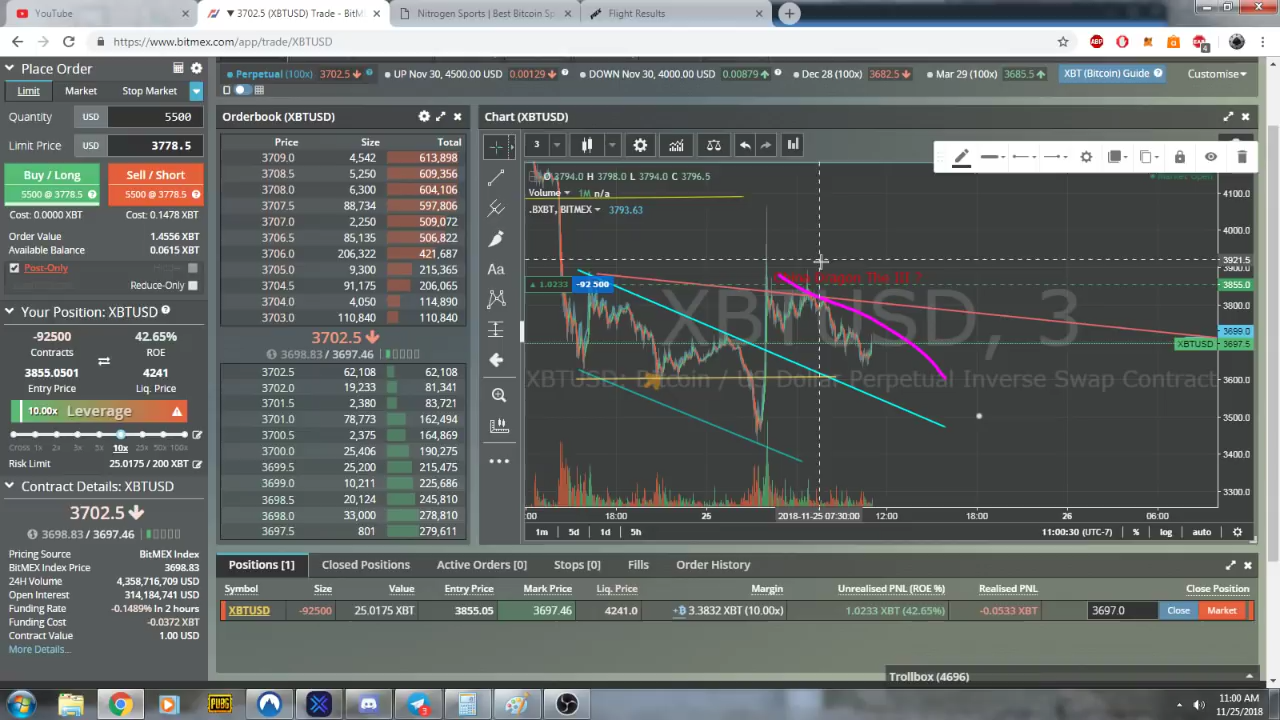 YouTube
▼ 3702.5 (XBTUSD) Trade - BitM
Nitrogen Sports | Best Bitcoin Sp
Flight Results
https://www.bitmex.com/app/trade/XBTUSD
4
Place Order
Limit Market Stop Market
Quantity USD 5500
Limit Price USD 3778.5
Buy / Long Sell / Short
5500 @ 3778.5 5500 @ 3778.5
Cost: 0.0000 XBT Cost: 0.1478 XBT
Order Value 1.4556 XBT
Available Balance 0.0615 XBT
Post-Only
Reduce-Only
Your Position: XBTUSD
-92500 42.65%
Contracts ROE
3855.0501 4241
Entry Price Liq. Price
10.00x Leverage
Cross 1x 2x 3x 5x 10x 25x 50x 100x
Risk Limit 25.0175 / 200 XBT
Contract Details: XBTUSD
3702.5
3698.83 / 3697.46
Pricing Source BitMEX Index
BitMEX Index Price 3698.83
24H Volume 4,358,716,709 USD
Open Interest 314,184,741 USD
Funding Rate -0.1489% In 2 hours
Funding Cost -0.0372 XBT
Contract Value 1.00 USD
More Details...
Perpetual (100x) 3702.5 UP Nov 30, 4500.00 USD 0.00129 DOWN Nov 30, 4000.00 USD 0.00879 Dec 28 (100x) 3682.5 Mar 29 (100x) 3685.5 XBT (Bitcoin) Guide Customise
Orderbook (XBTUSD)
Price Size Total
3709.0 4,542 613,898
3708.5 5,250 609,356
3708.0 6,300 604,106
3707.5 88,734 597,806
3707.0 2,250 509,072
3706.5 85,135 506,822
3706.0 206,322 421,687
3705.0 9,300 215,365
3704.5 91,175 206,065
3704.0 4,050 114,890
3703.0 110,840 110,840
3702.5
3698.83 / 3697.46
3702.5 62,108 62,108
3702.0 19,233 81,341
3701.5 2,380 83,721
3701.0 78,773 162,494
3700.5 2,375 164,869
3700.0 25,406 190,275
3699.5 25,200 215,475
3699.0 10,211 225,686
3698.5 20,124 245,810
3698.0 33,000 278,810
3697.5 801 279,611
Chart (XBTUSD)
3
O 3794.0 H 3798.0 L 3794.0 C 3796.5
Volume 1M n/a
.BXBT, BITMEX 3793.63
Aa
1.0233 -92 500
XBTUSD, 3
XBTUSD: Bitcoin / US Dollar Perpetual Inverse Swap Contract
4100.0
4000.0
3921.5
3900.0
3855.0
3800.0
3699.0
XBTUSD 3697.5
3600.0
3500.0
3400.0
3300.0
:00 18:00 25 2018-11-25 07:30:00 12:00 18:00 26 06:00
1m 5d 1d 5h 11:00:30 (UTC-7) % log auto
Positions [1] Closed Positions Active Orders [0] Stops [0] Fills Order History
Symbol Size Value Entry Price Mark Price Liq. Price Margin Unrealised PNL (ROE %) Realised PNL Close Position
XBTUSD -92500 25.0175 XBT 3855.05 3697.46 4241.0 3.3832 XBT (10.00x) 1.0233 XBT (42.65%) -0.0533 XBT 3697.0 Close Market
Trollbox (4696)
PUBG
3
11:00 AM
11/25/2018